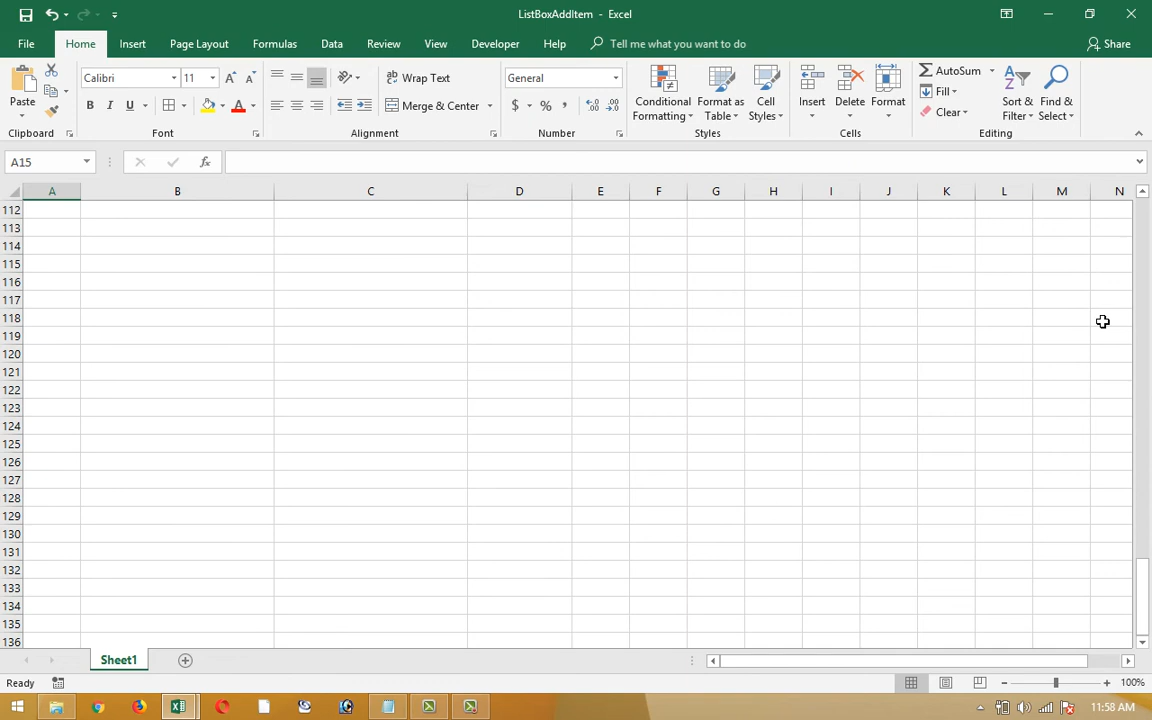 ListBoxAddItem - Excel
File Home Insert Page Layout Formulas Data Review View Developer Help Tell me what you want to do Share
Calibri 11 Wrap Text General AutoSum
Paste Conditional Formatting Format as Table Cell Styles Insert Delete Format Fill Sort & Filter Find & Select
B I U Merge & Center $ % , Clear
Clipboard Font Alignment Number Styles Cells Editing
A15 fx
A B C D E F G H I J K L M N
112
113
114
115
116
117
118
119
120
121
122
123
124
125
126
127
128
129
130
131
132
133
134
135
136
Sheet1
Ready 100%
11:58 AM